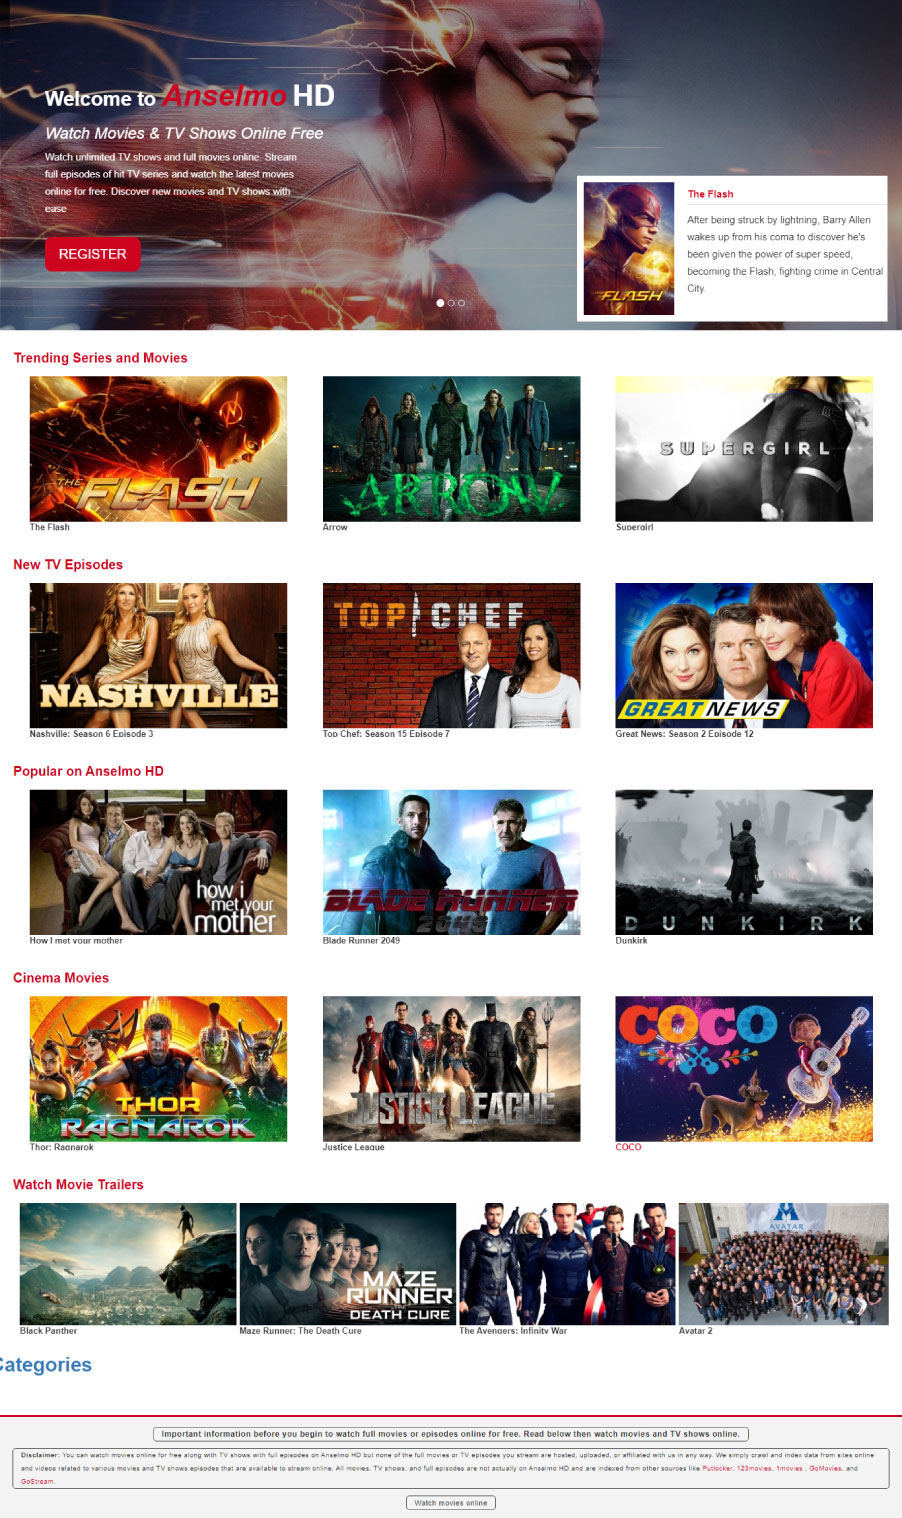 Welcome to Anselmo HD
Watch Movies & TV Shows Online Free
Watch unlimited TV shows and full movies online. Stream
full episodes of hit TV series and watch the latest movies
online for free. Discover new movies and TV shows with
ease
REGISTER
FLASH
The Flash
After being struck by lightning, Barry Allen
wakes up from his coma to discover he's
been given the power of super speed,
becoming the Flash, fighting crime in Central
City.
Trending Series and Movies
THE FLASH
ARROW
SUPERGIRL
The Flash
Arrow
Supergirl
New TV Episodes
NASHVILLE
TOP CHEF
GREAT NEWS
Nashville: Season 6 Episode 3
Top Chef: Season 15 Episode 7
Great News: Season 2 Episode 12
Popular on Anselmo HD
how i
met your
mother
BLADE RUNNER
2049
DUNKIRK
How I met your mother
Blade Runner 2049
Dunkirk
Cinema Movies
THOR
RAGNAROK
JUSTICE LEAGUE
COCO
Thor: Ragnarok
Justice League
COCO
Watch Movie Trailers
MAZE
RUNNER
DEATH CURE
AVATAR
Black Panther
Maze Runner: The Death Cure
The Avengers: Infinity War
Avatar 2
Categories
Important information before you begin to watch full movies or episodes online for free. Read below then watch movies and TV shows online.
Disclaimer: You can watch movies online for free along with TV shows with full episodes on Anselmo HD but none of the full movies or TV episodes you stream are hosted, uploaded, or affiliated with us in any way. We simply crawl and index data from sites online
and videos related to various movies and TV shows episodes that are available to stream online. All movies, TV shows, and full episodes are not actually on Anselmo HD and are indexed from other sources like Putlocker, 123movies, 1movies , GoMovies, and
GoStream.
Watch movies online